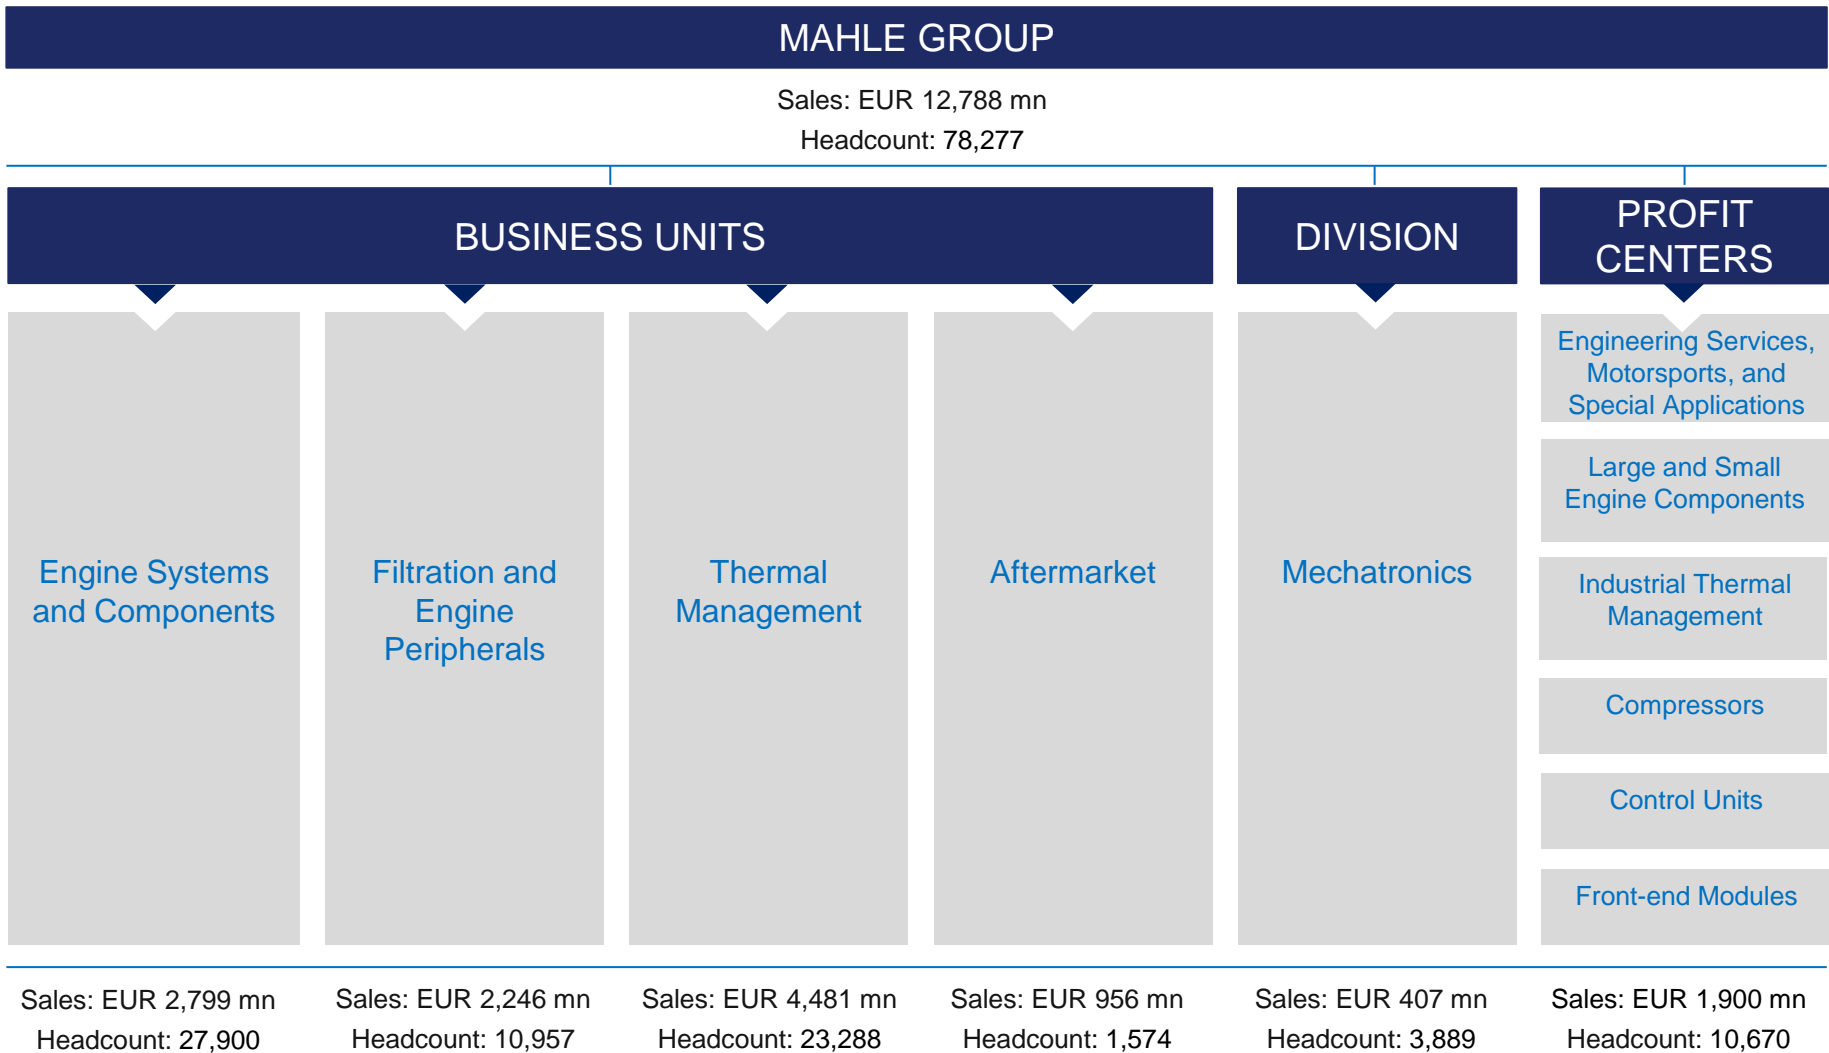 MAHLE GROUP
Sales: EUR 12,788 mn
Headcount: 78,277
BUSINESS UNITS
DIVISION
PROFIT
CENTERS
Engine Systems
and Components
Filtration and
Engine
Peripherals
Thermal
Management
Aftermarket
Mechatronics
Engineering Services,
Motorsports, and
Special Applications
Large and Small
Engine Components
Industrial Thermal
Management
Compressors
Control Units
Front-end Modules
Sales: EUR 2,799 mn
Headcount: 27,900
Sales: EUR 2,246 mn
Headcount: 10,957
Sales: EUR 4,481 mn
Headcount: 23,288
Sales: EUR 956 mn
Headcount: 1,574
Sales: EUR 407 mn
Headcount: 3,889
Sales: EUR 1,900 mn
Headcount: 10,670